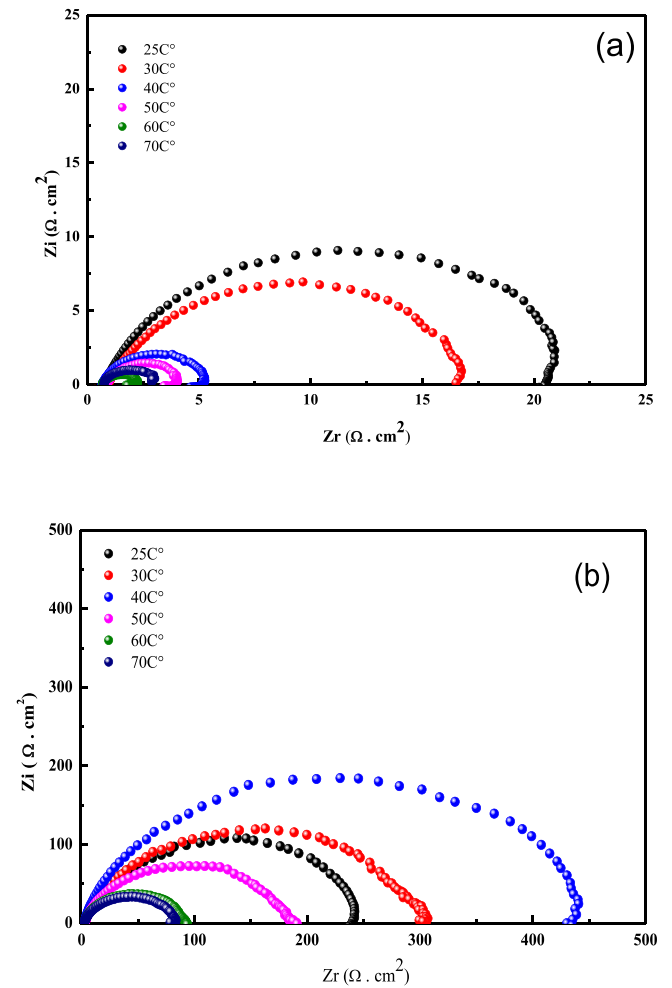 (a)
25
20
15
10
5
0
25C°
30C°
40C°
50C°
60C°
70C°
Zi (Ω . cm²)
0 5 10 15 20 25
Zr (Ω . cm²)
(b)
500
400
300
200
100
0
25C°
30C°
40C°
50C°
60C°
70C°
Zi ( Ω . cm²)
0 100 200 300 400 500
Zr (Ω . cm²)